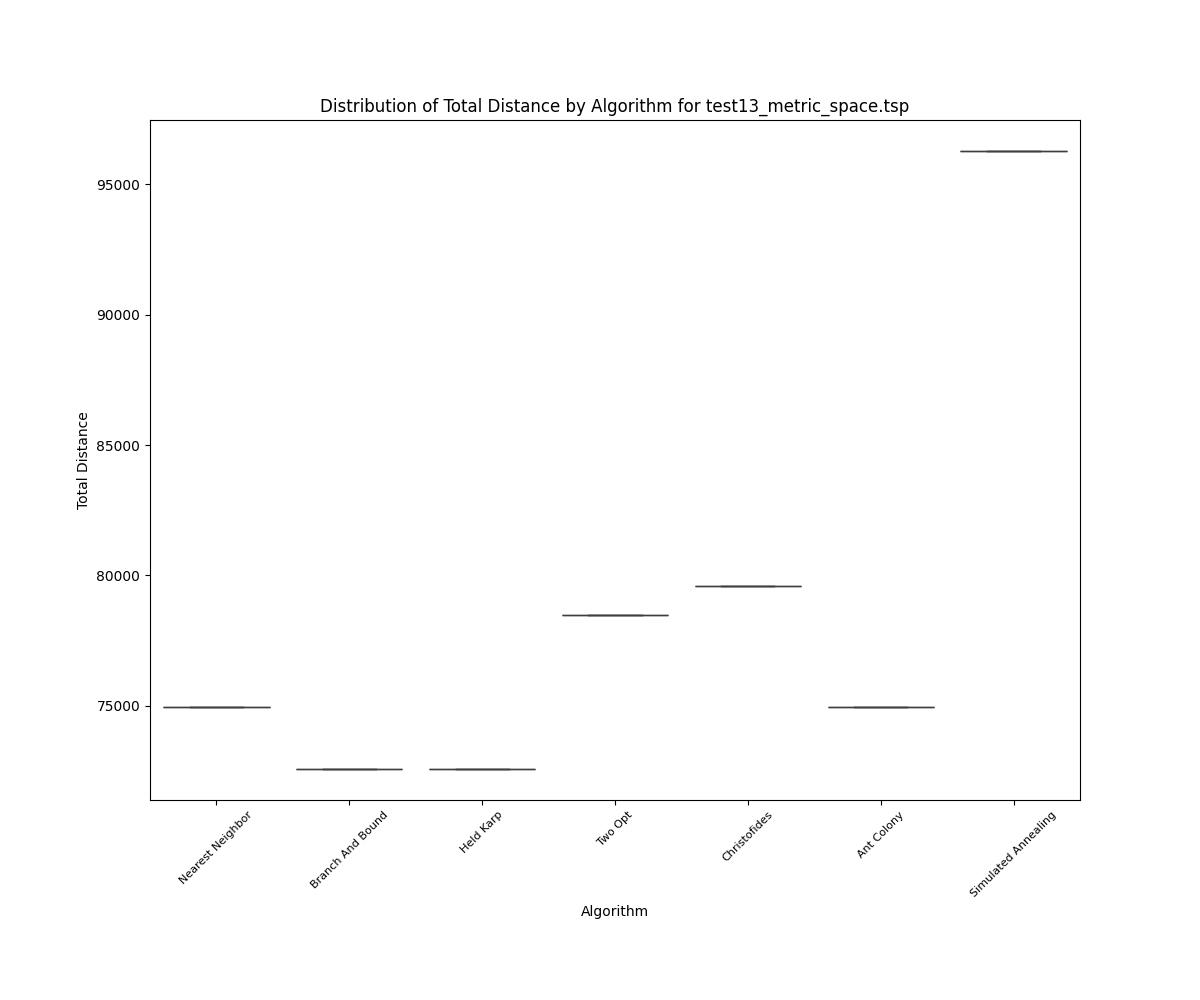 Distribution of Total Distance by Algorithm for test13_metric_space.tsp
95000
90000
85000
80000
75000
Total Distance
Nearest Neighbor
Branch And Bound
Held Karp
Two Opt
Christofides
Ant Colony
Simulated Annealing
Algorithm